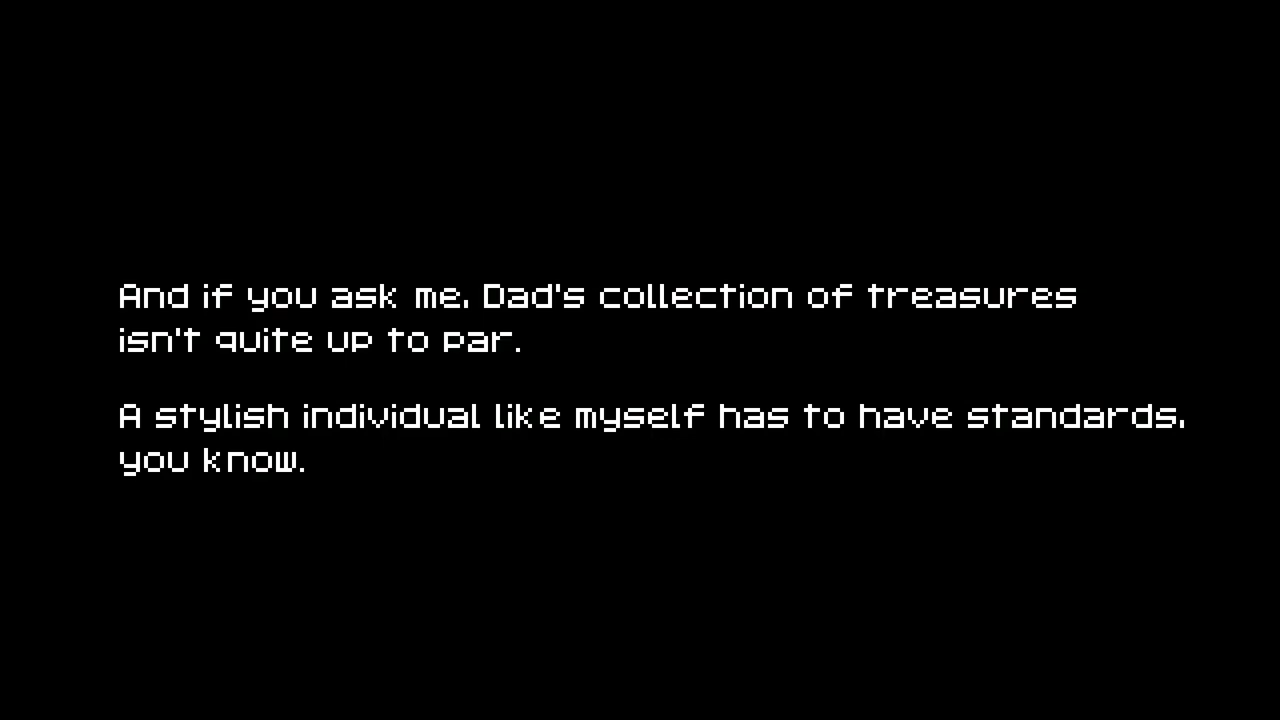 And if you ask me, Dad's collection of treasures
isn't quite up to par.
A stylish individual like myself has to have standards,
you know.